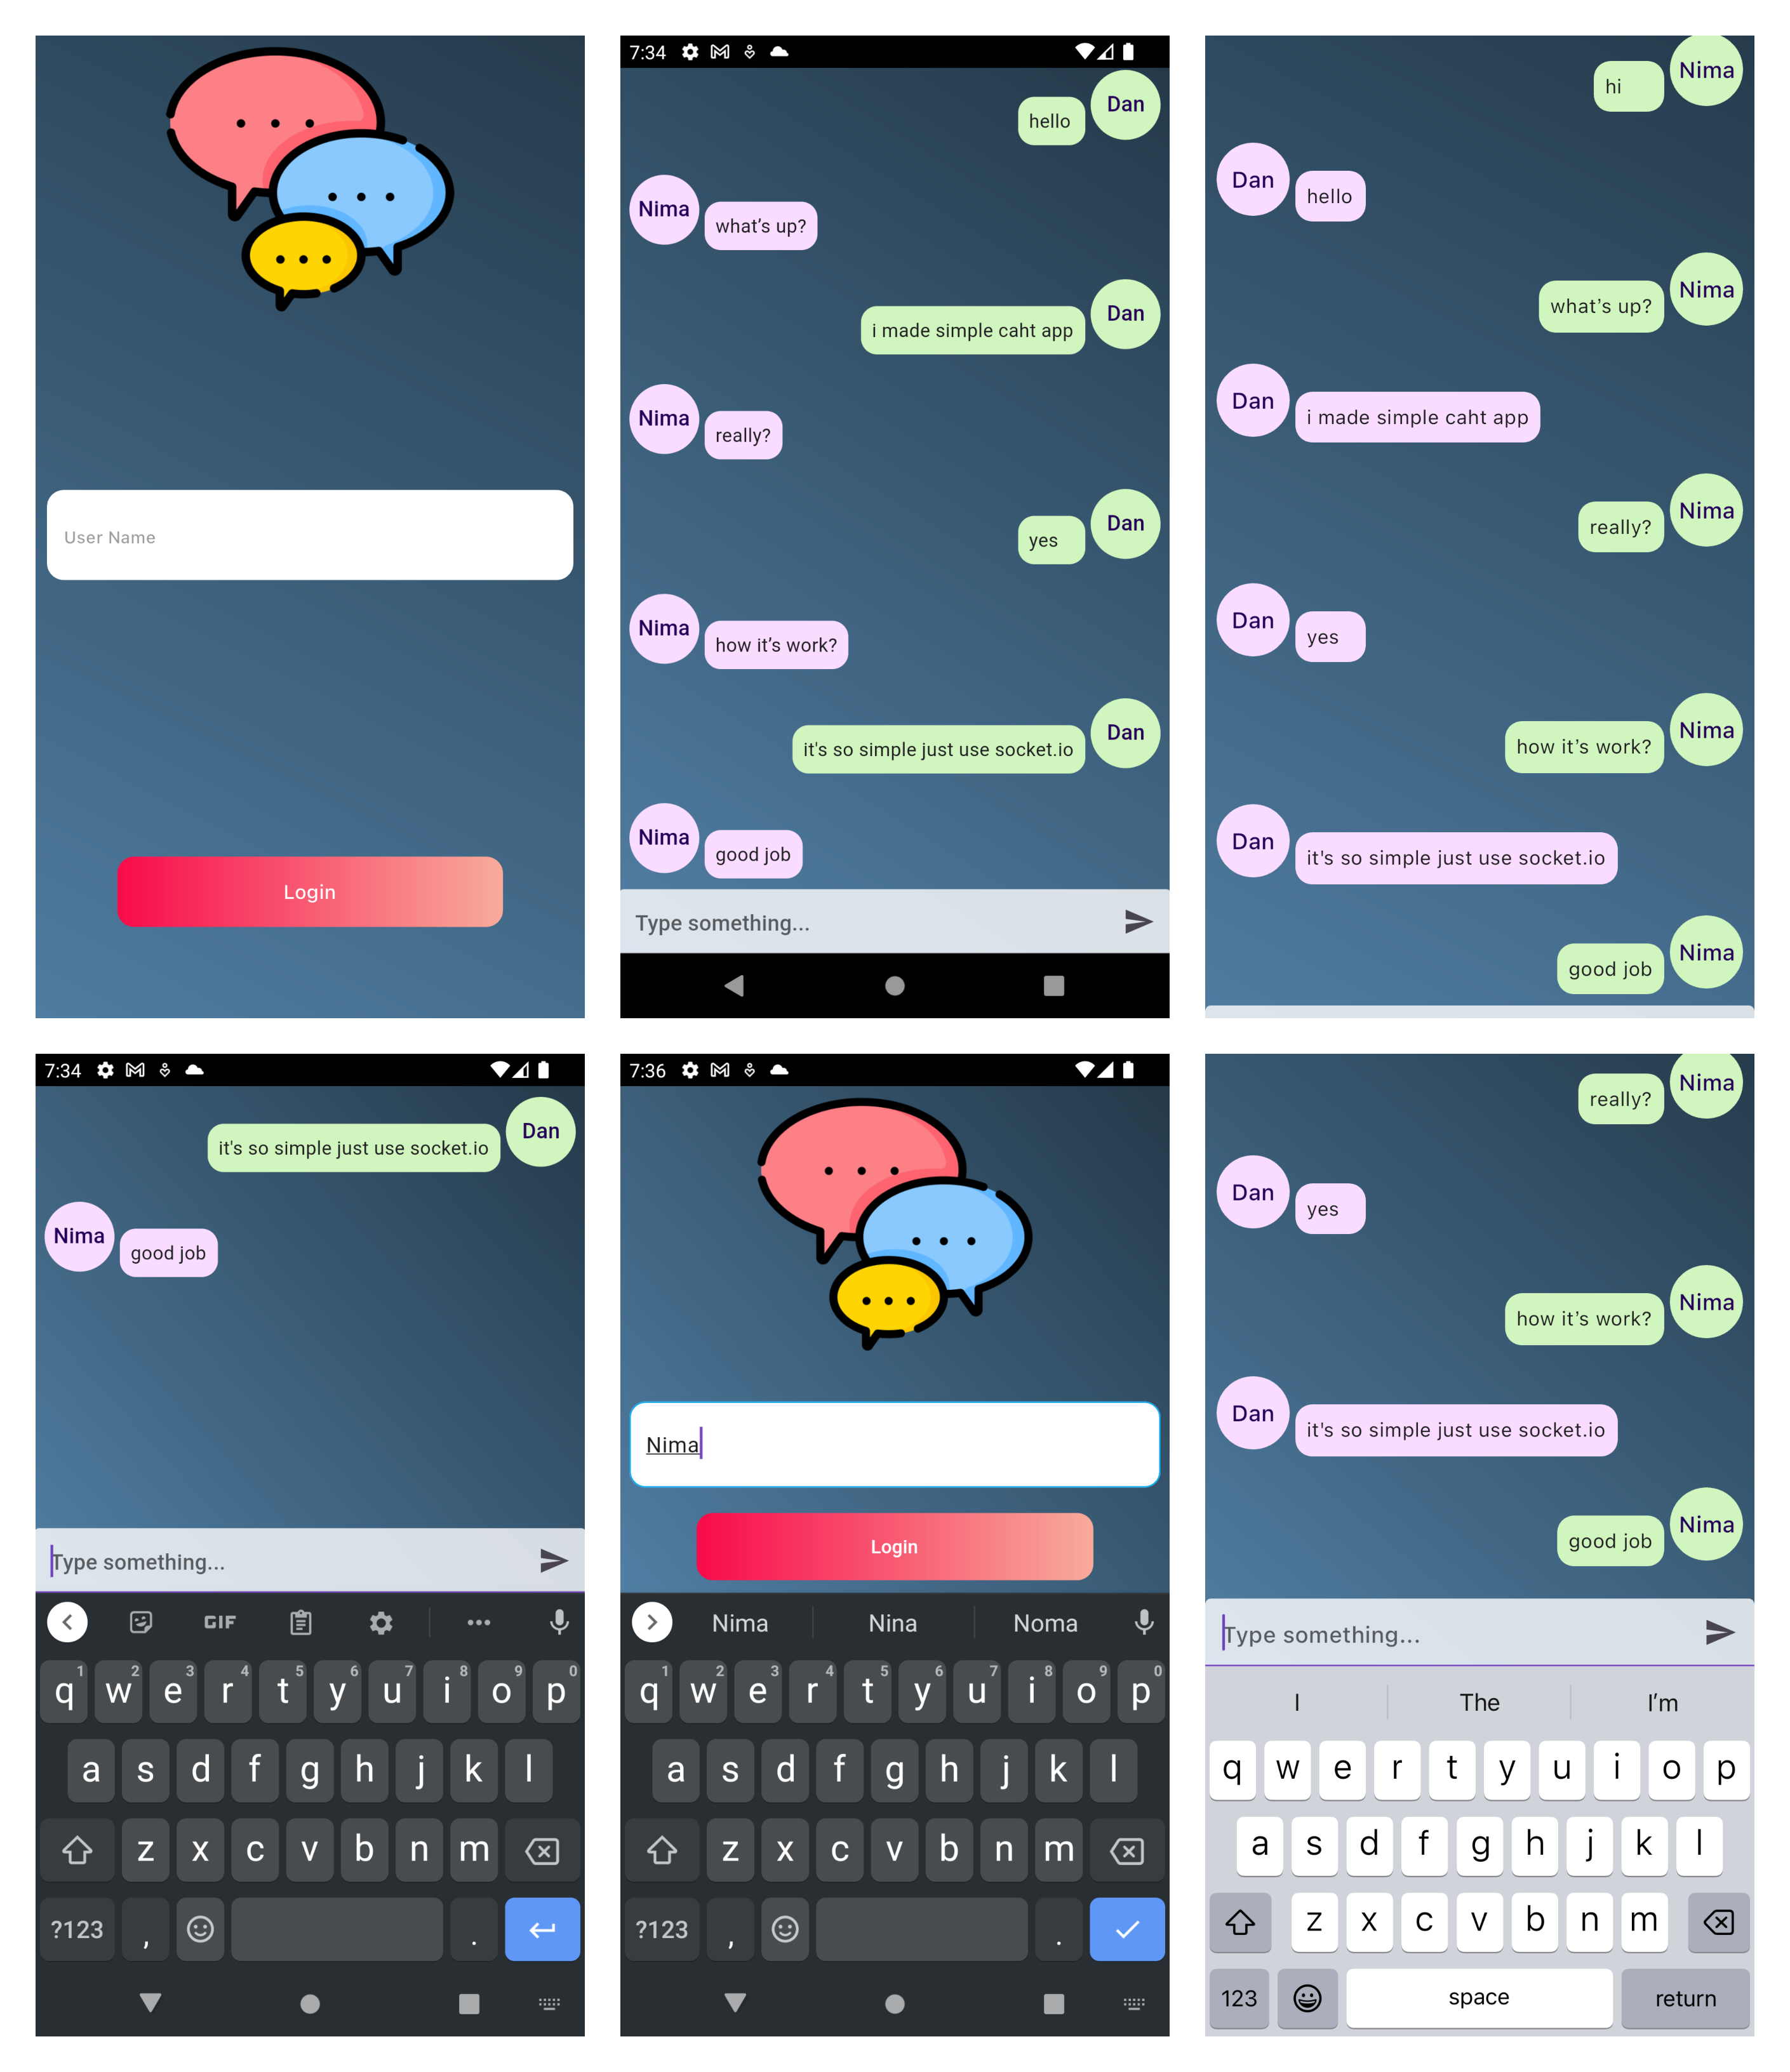 User Name
Login
7:34
Dan
hello
Nima
what's up?
Dan
i made simple caht app
Nima
really?
Dan
yes
Nima
how it's work?
Dan
it's so simple just use socket.io
Nima
good job
Type something...
Nima
hi
Dan
hello
Nima
what's up?
Dan
i made simple caht app
Nima
really?
Dan
yes
Nima
how it's work?
Dan
it's so simple just use socket.io
Nima
good job
7:34
Dan
it's so simple just use socket.io
Nima
good job
Type something...
GIF
1 2 3 4 5 6 7 8 9 0
q w e r t y u i o p
a s d f g h j k l
z x c v b n m
?123 , .
7:36
Nima
Login
Nima Nina Noma
1 2 3 4 5 6 7 8 9 0
q w e r t y u i o p
a s d f g h j k l
z x c v b n m
?123 , .
Nima
really?
Dan
yes
Nima
how it's work?
Dan
it's so simple just use socket.io
Nima
good job
Type something...
I The I'm
q w e r t y u i o p
a s d f g h j k l
z x c v b n m
123 space return